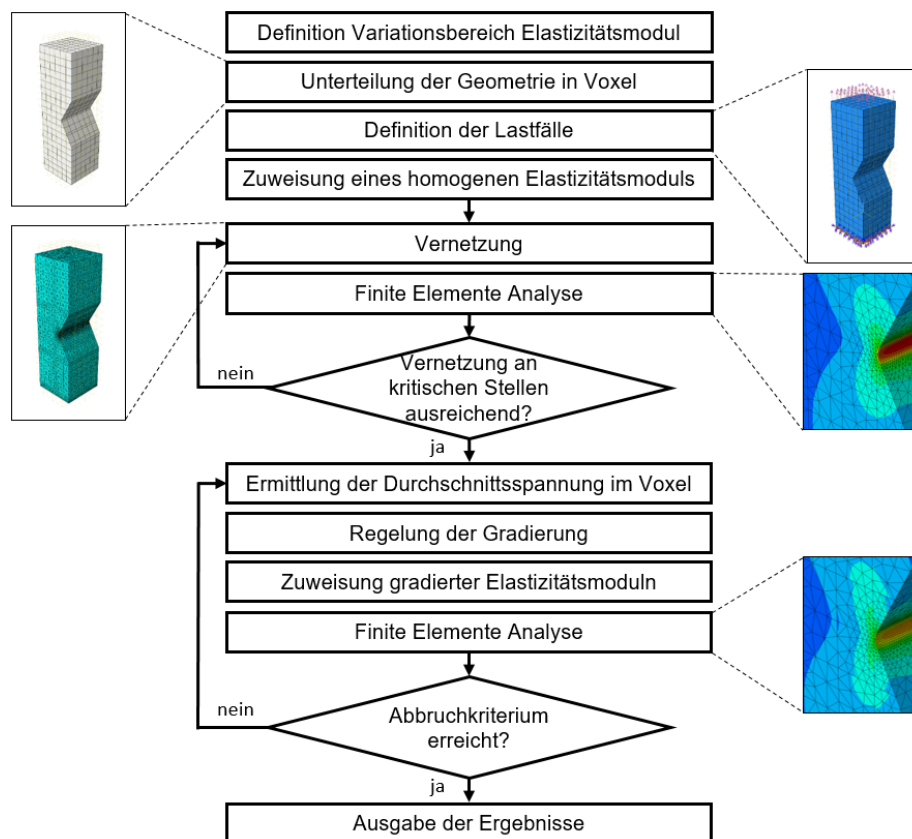 Definition Variationsbereich Elastizitätsmodul
Unterteilung der Geometrie in Voxel
Definition der Lastfälle
Zuweisung eines homogenen Elastizitätsmoduls
Vernetzung
Finite Elemente Analyse
nein
Vernetzung an
kritischen Stellen
ausreichend?
ja
Ermittlung der Durchschnittsspannung im Voxel
Regelung der Gradierung
Zuweisung gradierter Elastizitätsmoduln
Finite Elemente Analyse
nein
Abbruchkriterium
erreicht?
ja
Ausgabe der Ergebnisse